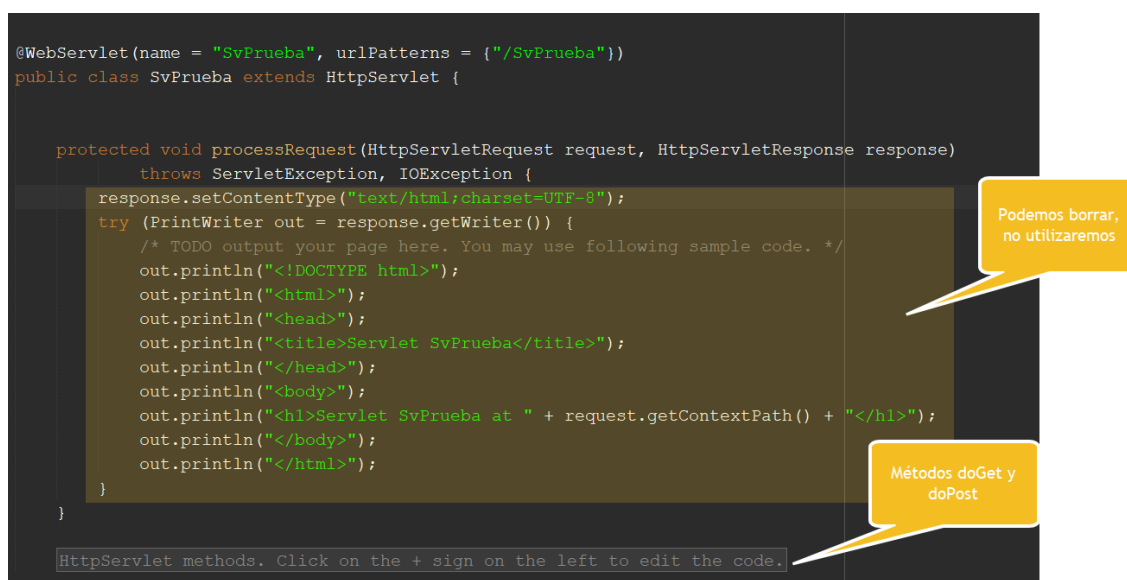 @WebServlet(name = "SvPrueba", urlPatterns = {"/SvPrueba"})
public class SvPrueba extends HttpServlet {
protected void processRequest(HttpServletRequest request, HttpServletResponse response)
throws ServletException, IOException {
response.setContentType("text/html;charset=UTF-8");
try (PrintWriter out = response.getWriter()) {
/* TODO output your page here. You may use following sample code. */
out.println("<!DOCTYPE html>");
out.println("<html>");
out.println("<head>");
out.println("<title>Servlet SvPrueba</title>");
out.println("</head>");
out.println("<body>");
out.println("<h1>Servlet SvPrueba at " + request.getContextPath() + "</h1>");
out.println("</body>");
out.println("</html>");
}
}
HttpServlet methods. Click on the + sign on the left to edit the code.
Podemos borrar,
no utilizaremos
Métodos doGet y
doPost